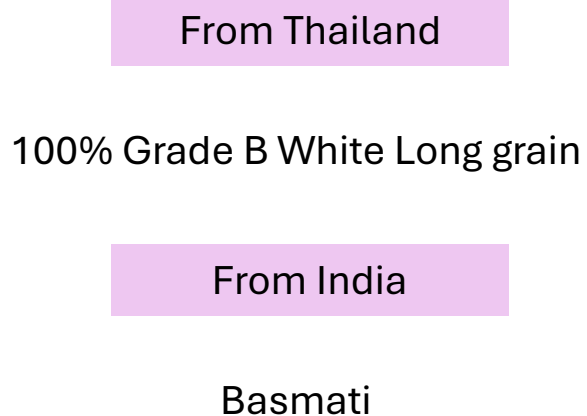 From Thailand
100% Grade B White Long grain
From India
Basmati